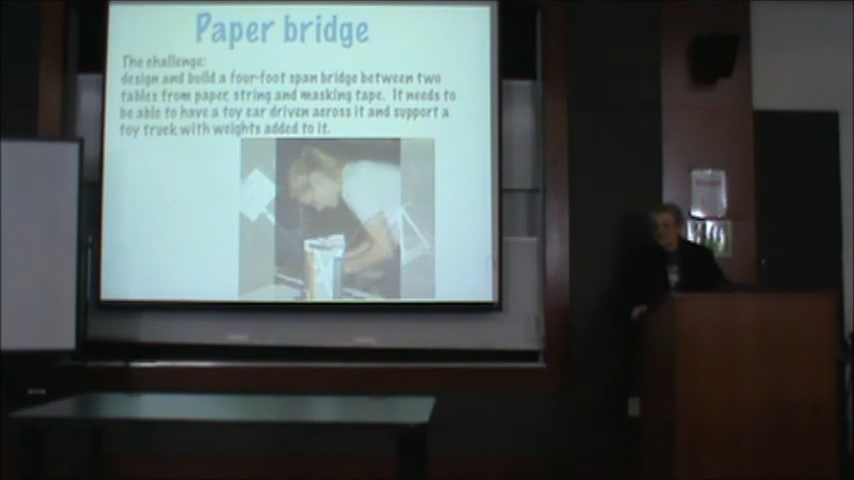 Paper bridge
The challenge:
design and build a four-foot span bridge between two
tables from paper, string and masking tape. It needs to
be able to have a toy car driven across it and support a
toy truck with weights added to it.